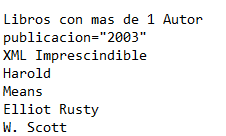 Libros con mas de 1 Autor
publicacion="2003"
XML Imprescindible
Harold
Means
Elliot Rusty
W. Scott